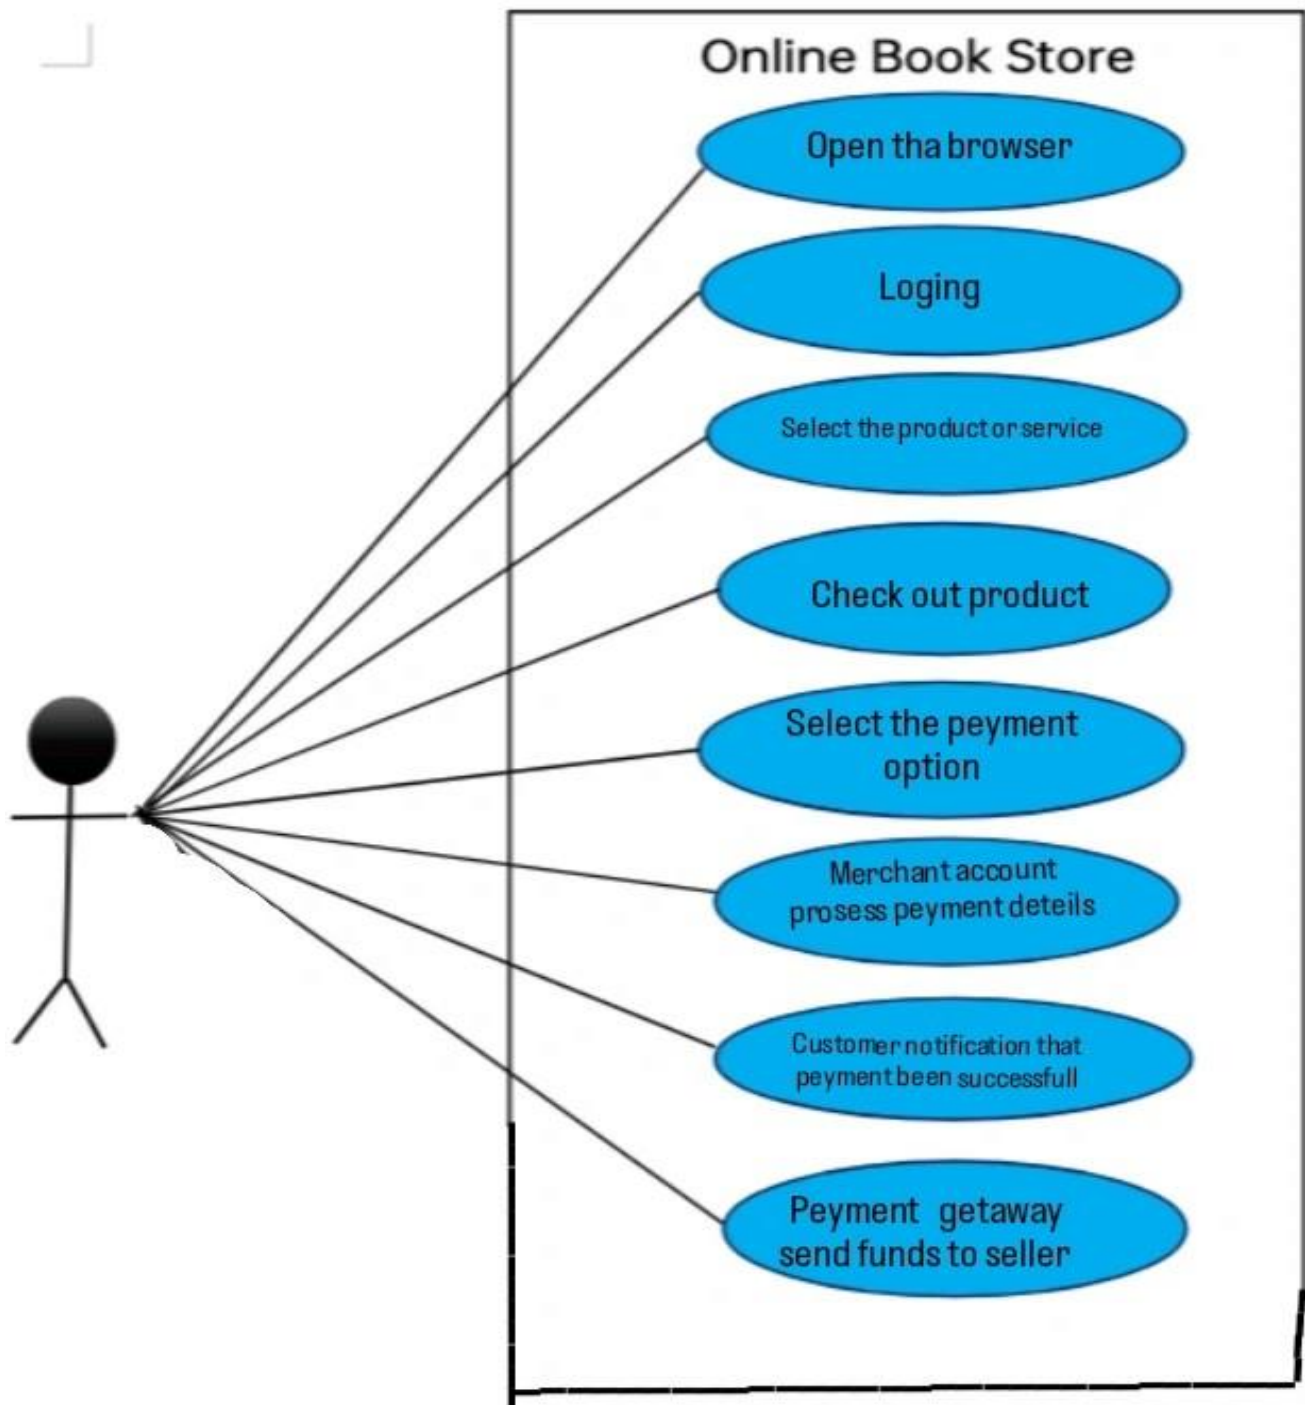 Online Book Store
Open tha browser
Loging
Select the product or service
Check out product
Select the peyment
option
Merchant account
prosess peyment deteils
Customer notification that
peyment been successfull
Peyment getaway
send funds to seller